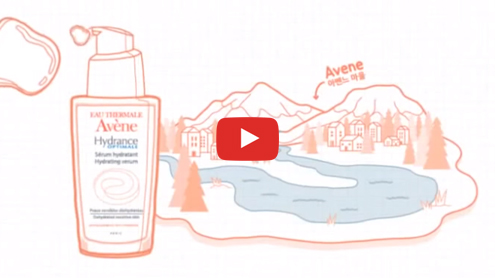 Avene
아벤느 마을
EAU THERMALE
Avène
Hydrance
OPTIMALE
Sérum hydratant
Hydrating serum